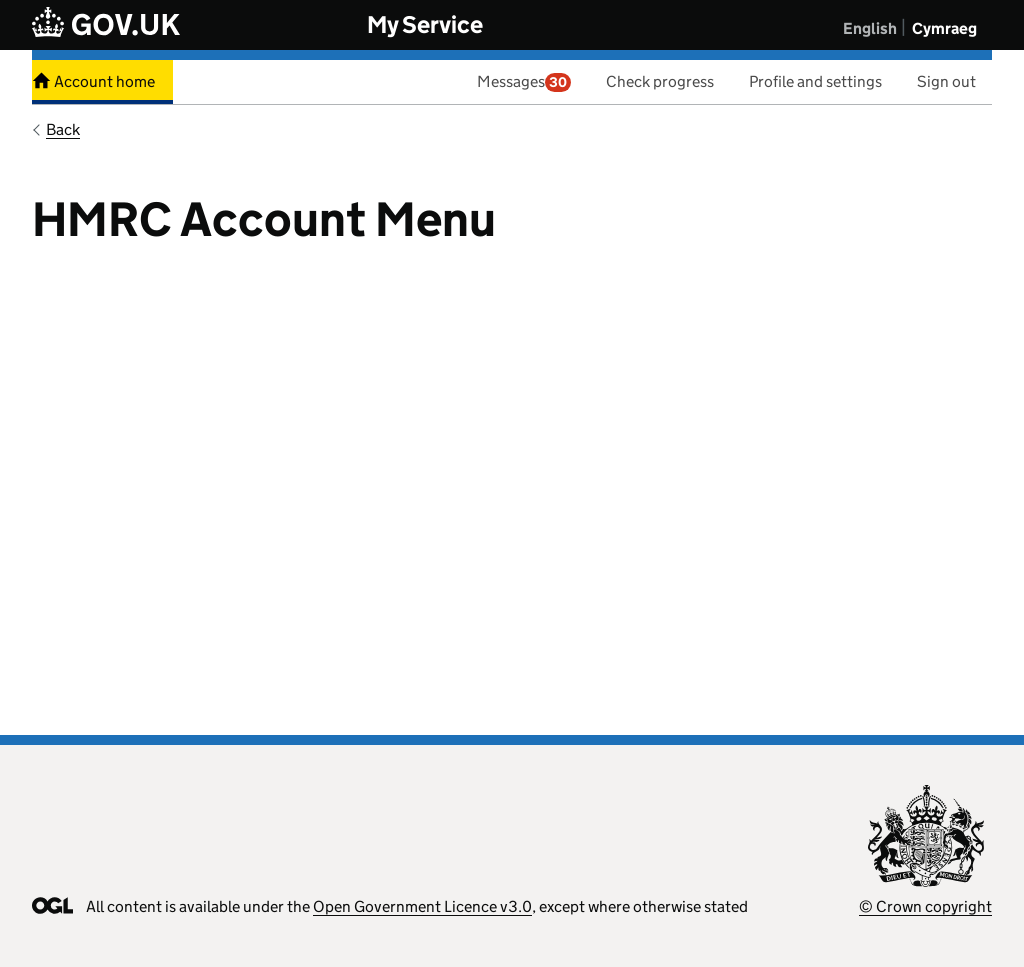 GOV.UK
My Service
English
Cymraeg
Account home
Messages 30
Check progress
Profile and settings
Sign out
Back
HMRC Account Menu
QUI
DIEU ET
MON DROIT
OGL
All content is available under the Open Government Licence v3.0, except where otherwise stated
© Crown copyright